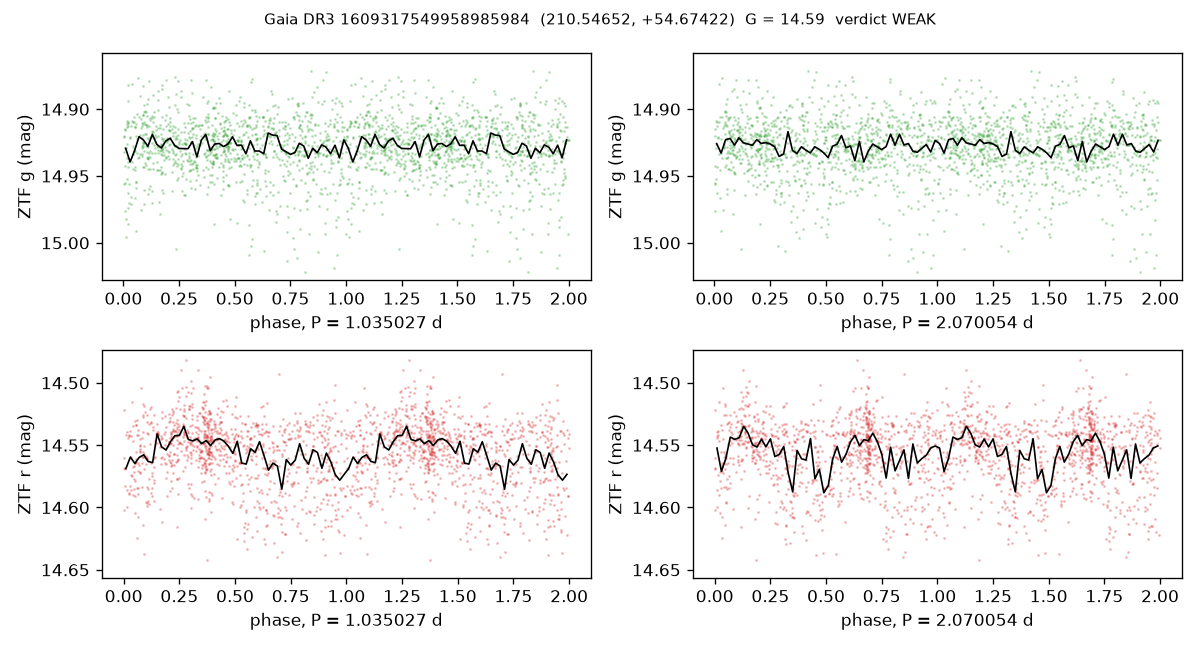 Gaia DR3 1609317549958985984  (210.54652, +54.67422)  G = 14.59  verdict WEAK
ZTF g (mag)
14.90
14.95
15.00
0.00 0.25 0.50 0.75 1.00 1.25 1.50 1.75 2.00
phase, P = 1.035027 d
ZTF g (mag)
14.90
14.95
15.00
0.00 0.25 0.50 0.75 1.00 1.25 1.50 1.75 2.00
phase, P = 2.070054 d
ZTF r (mag)
14.50
14.55
14.60
14.65
0.00 0.25 0.50 0.75 1.00 1.25 1.50 1.75 2.00
phase, P = 1.035027 d
ZTF r (mag)
14.50
14.55
14.60
14.65
0.00 0.25 0.50 0.75 1.00 1.25 1.50 1.75 2.00
phase, P = 2.070054 d